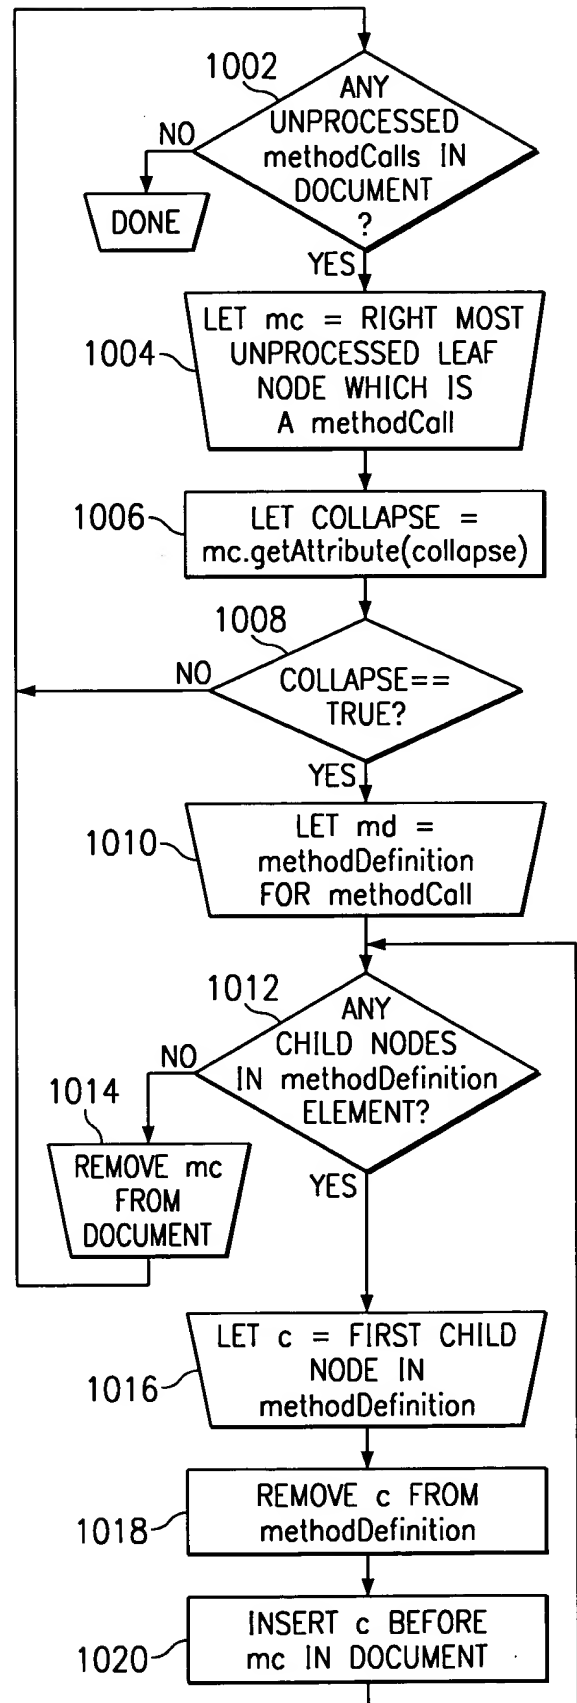 1002
ANY
UNPROCESSED
methodCalls IN
DOCUMENT
?
NO
DONE
YES
1004
LET mc = RIGHT MOST
UNPROCESSED LEAF
NODE WHICH IS
A methodCall
1006
LET COLLAPSE =
mc.getAttribute(collapse)
1008
NO
COLLAPSE==
TRUE?
YES
1010
LET md =
methodDefinition
FOR methodCall
1012
ANY
CHILD NODES
IN methodDefinition
ELEMENT?
NO
1014
REMOVE mc
FROM
DOCUMENT
YES
1016
LET c = FIRST CHILD
NODE IN
methodDefinition
1018
REMOVE c FROM
methodDefinition
1020
INSERT c BEFORE
mc IN DOCUMENT